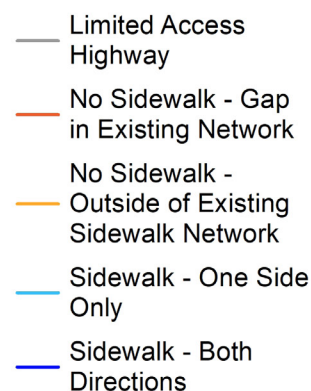 Limited Access
Highway
No Sidewalk - Gap
in Existing Network
No Sidewalk -
Outside of Existing
Sidewalk Network
Sidewalk - One Side
Only
Sidewalk - Both
Directions